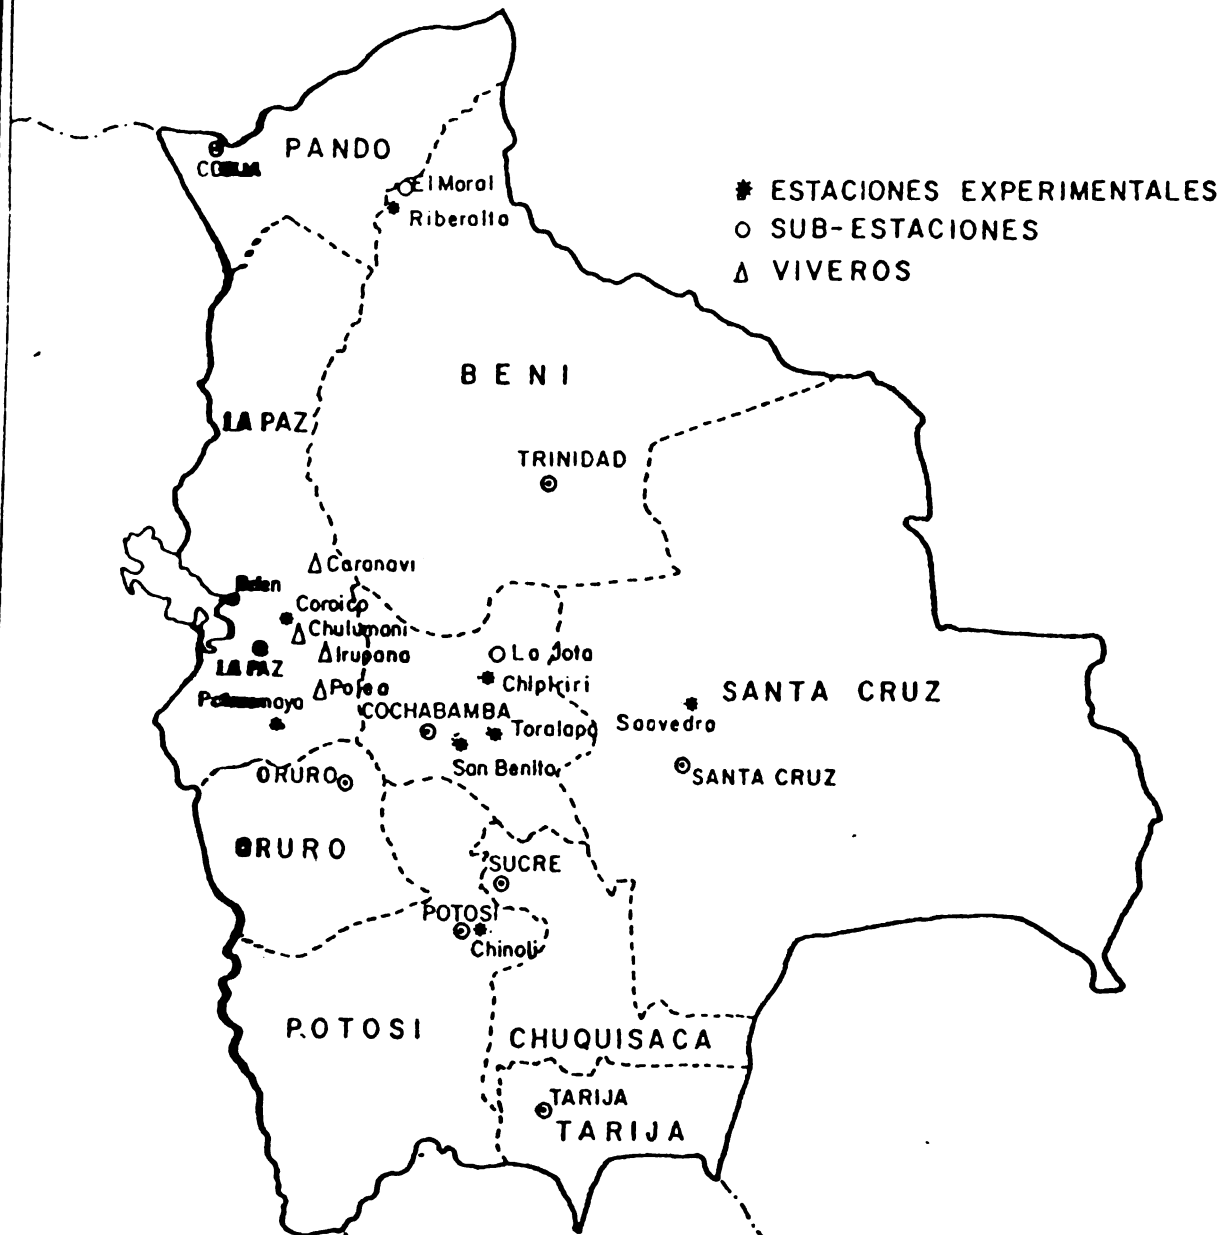 PANDO
El Moral
Riberalta
✱ ESTACIONES EXPERIMENTALES
○ SUB-ESTACIONES
△ VIVEROS
BENI
LA PAZ
TRINIDAD
Caranavi
Belen
Coroico
Chulumani
Irupana
LA PAZ
La Jota
Chipiriri
SANTA CRUZ
COCHABAMBA
Toralapa
Saavedra
San Benito
ORURO
SANTA CRUZ
ORURO
SUCRE
POTOSI
Chinoli
POTOSI
CHUQUISACA
TARIJA
TARIJA